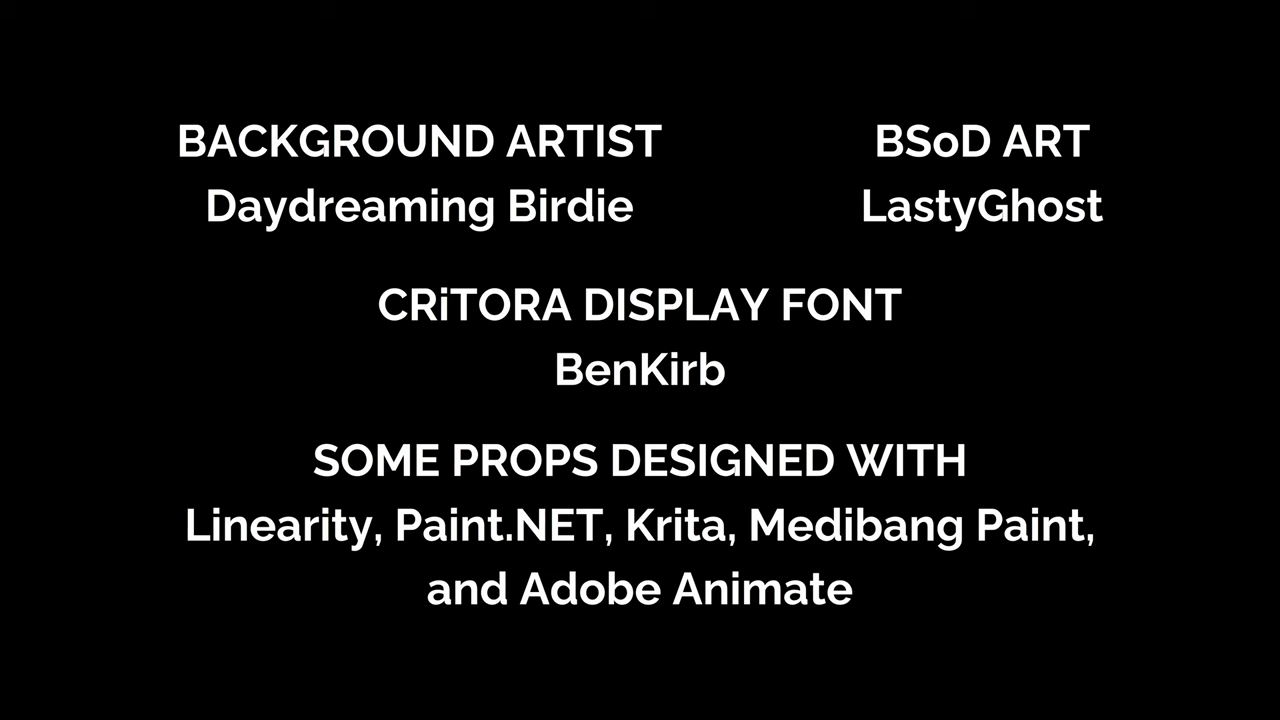 BACKGROUND ARTIST
Daydreaming Birdie
BSoD ART
LastyGhost
CRiTORA DISPLAY FONT
BenKirb
SOME PROPS DESIGNED WITH
Linearity, Paint.NET, Krita, Medibang Paint,
and Adobe Animate